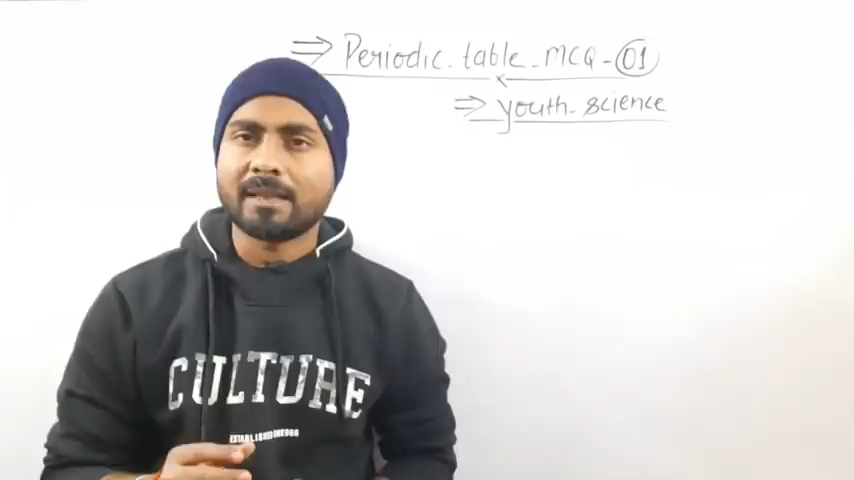 ⇒ Periodic table MCQ - 01
⇒ youth science
CULTURE